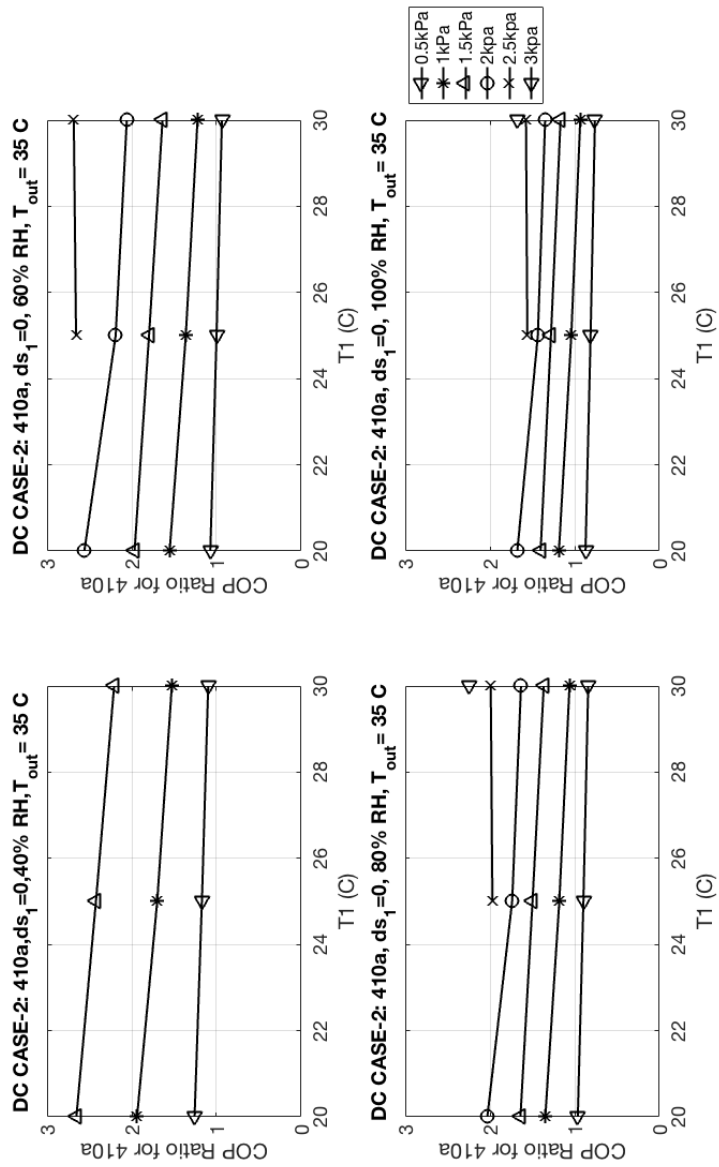 DC CASE-2: 410a,ds1=0,40% RH,Tout= 35 C
3
2
1
0
COP Ratio for 410a
20
22
24
26
28
30
T1 (C)
DC CASE-2: 410a, ds1=0, 60% RH, Tout= 35 C
3
2
1
0
COP Ratio for 410a
20
22
24
26
28
30
T1 (C)
DC CASE-2: 410a, ds1=0, 80% RH, Tout= 35 C
3
2
1
0
COP Ratio for 410a
20
22
24
26
28
30
T1 (C)
DC CASE-2: 410a, ds1=0, 100% RH, Tout= 35 C
3
2
1
0
COP Ratio for 410a
20
22
24
26
28
30
T1 (C)
0.5kPa
1kPa
1.5kPa
2kpa
2.5kpa
3kpa